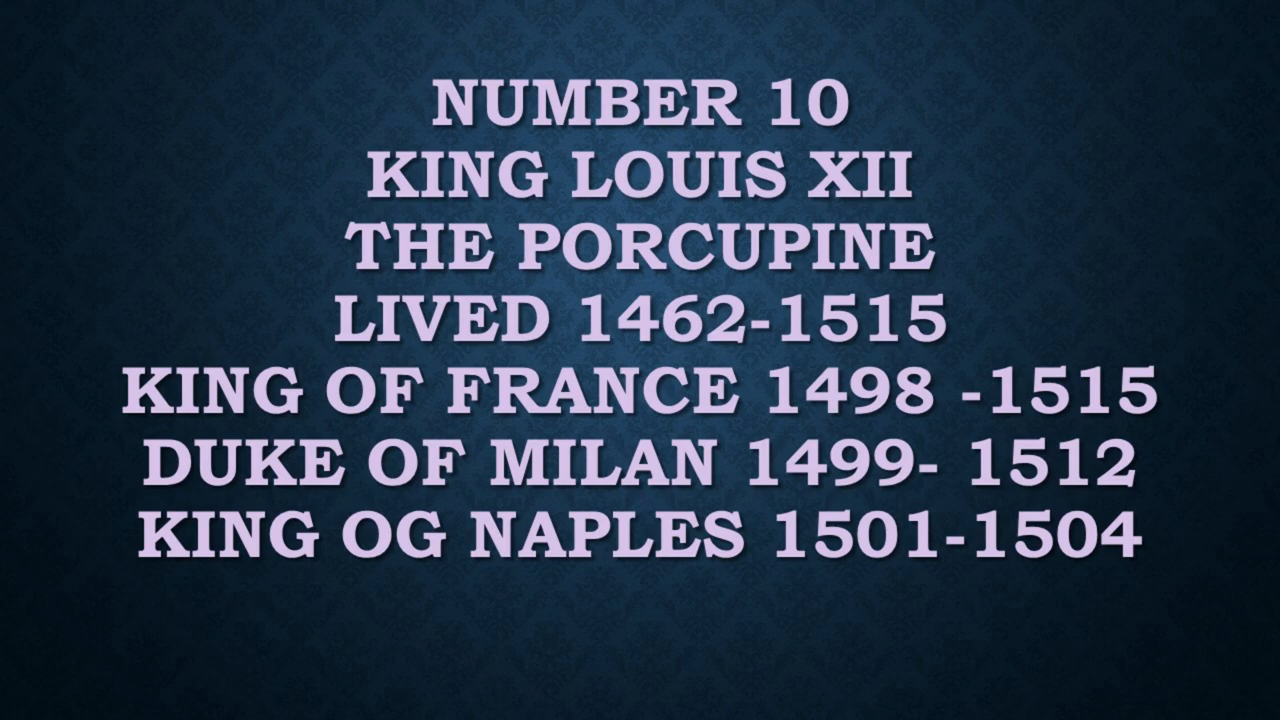 NUMBER 10
KING LOUIS XII
THE PORCUPINE
LIVED 1462-1515
KING OF FRANCE 1498 -1515
DUKE OF MILAN 1499- 1512
KING OG NAPLES 1501-1504